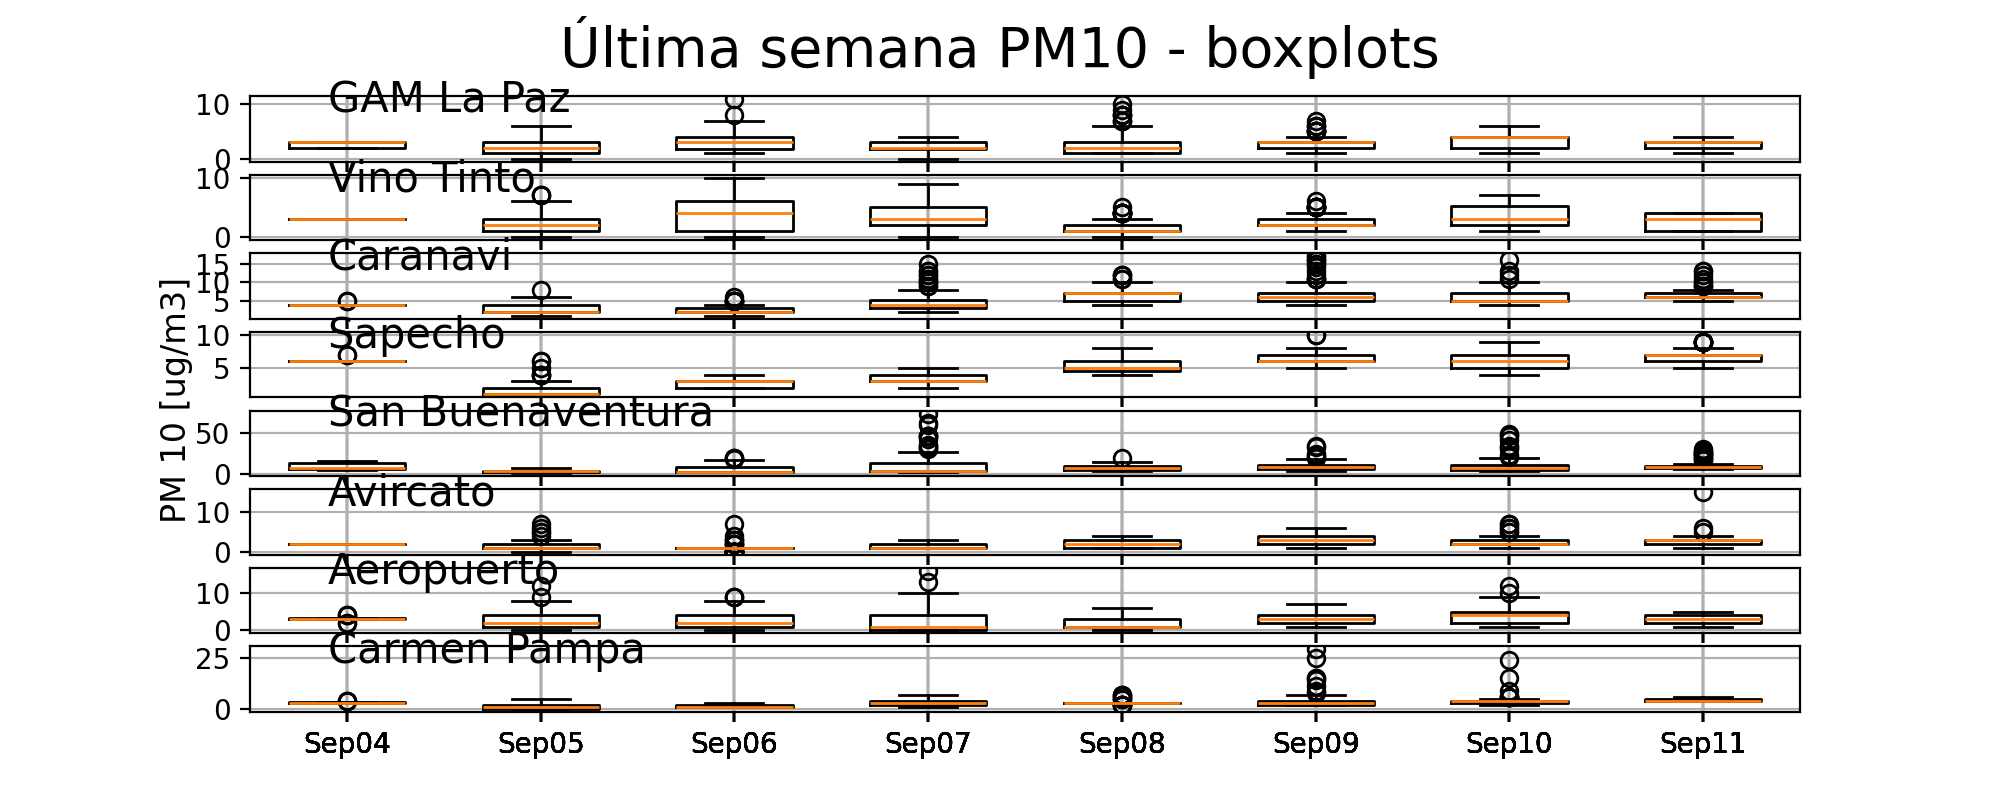 Última semana PM10 - boxplots
GAM La Paz
10
0
Vino Tinto
10
0
Caranavi
15
10
5
Sapecho
10
5
San Buenaventura
50
0
Avircato
10
0
Aeropuerto
10
0
Carmen Pampa
25
0
PM 10 [ug/m3]
Sep04 Sep05 Sep06 Sep07 Sep08 Sep09 Sep10 Sep11